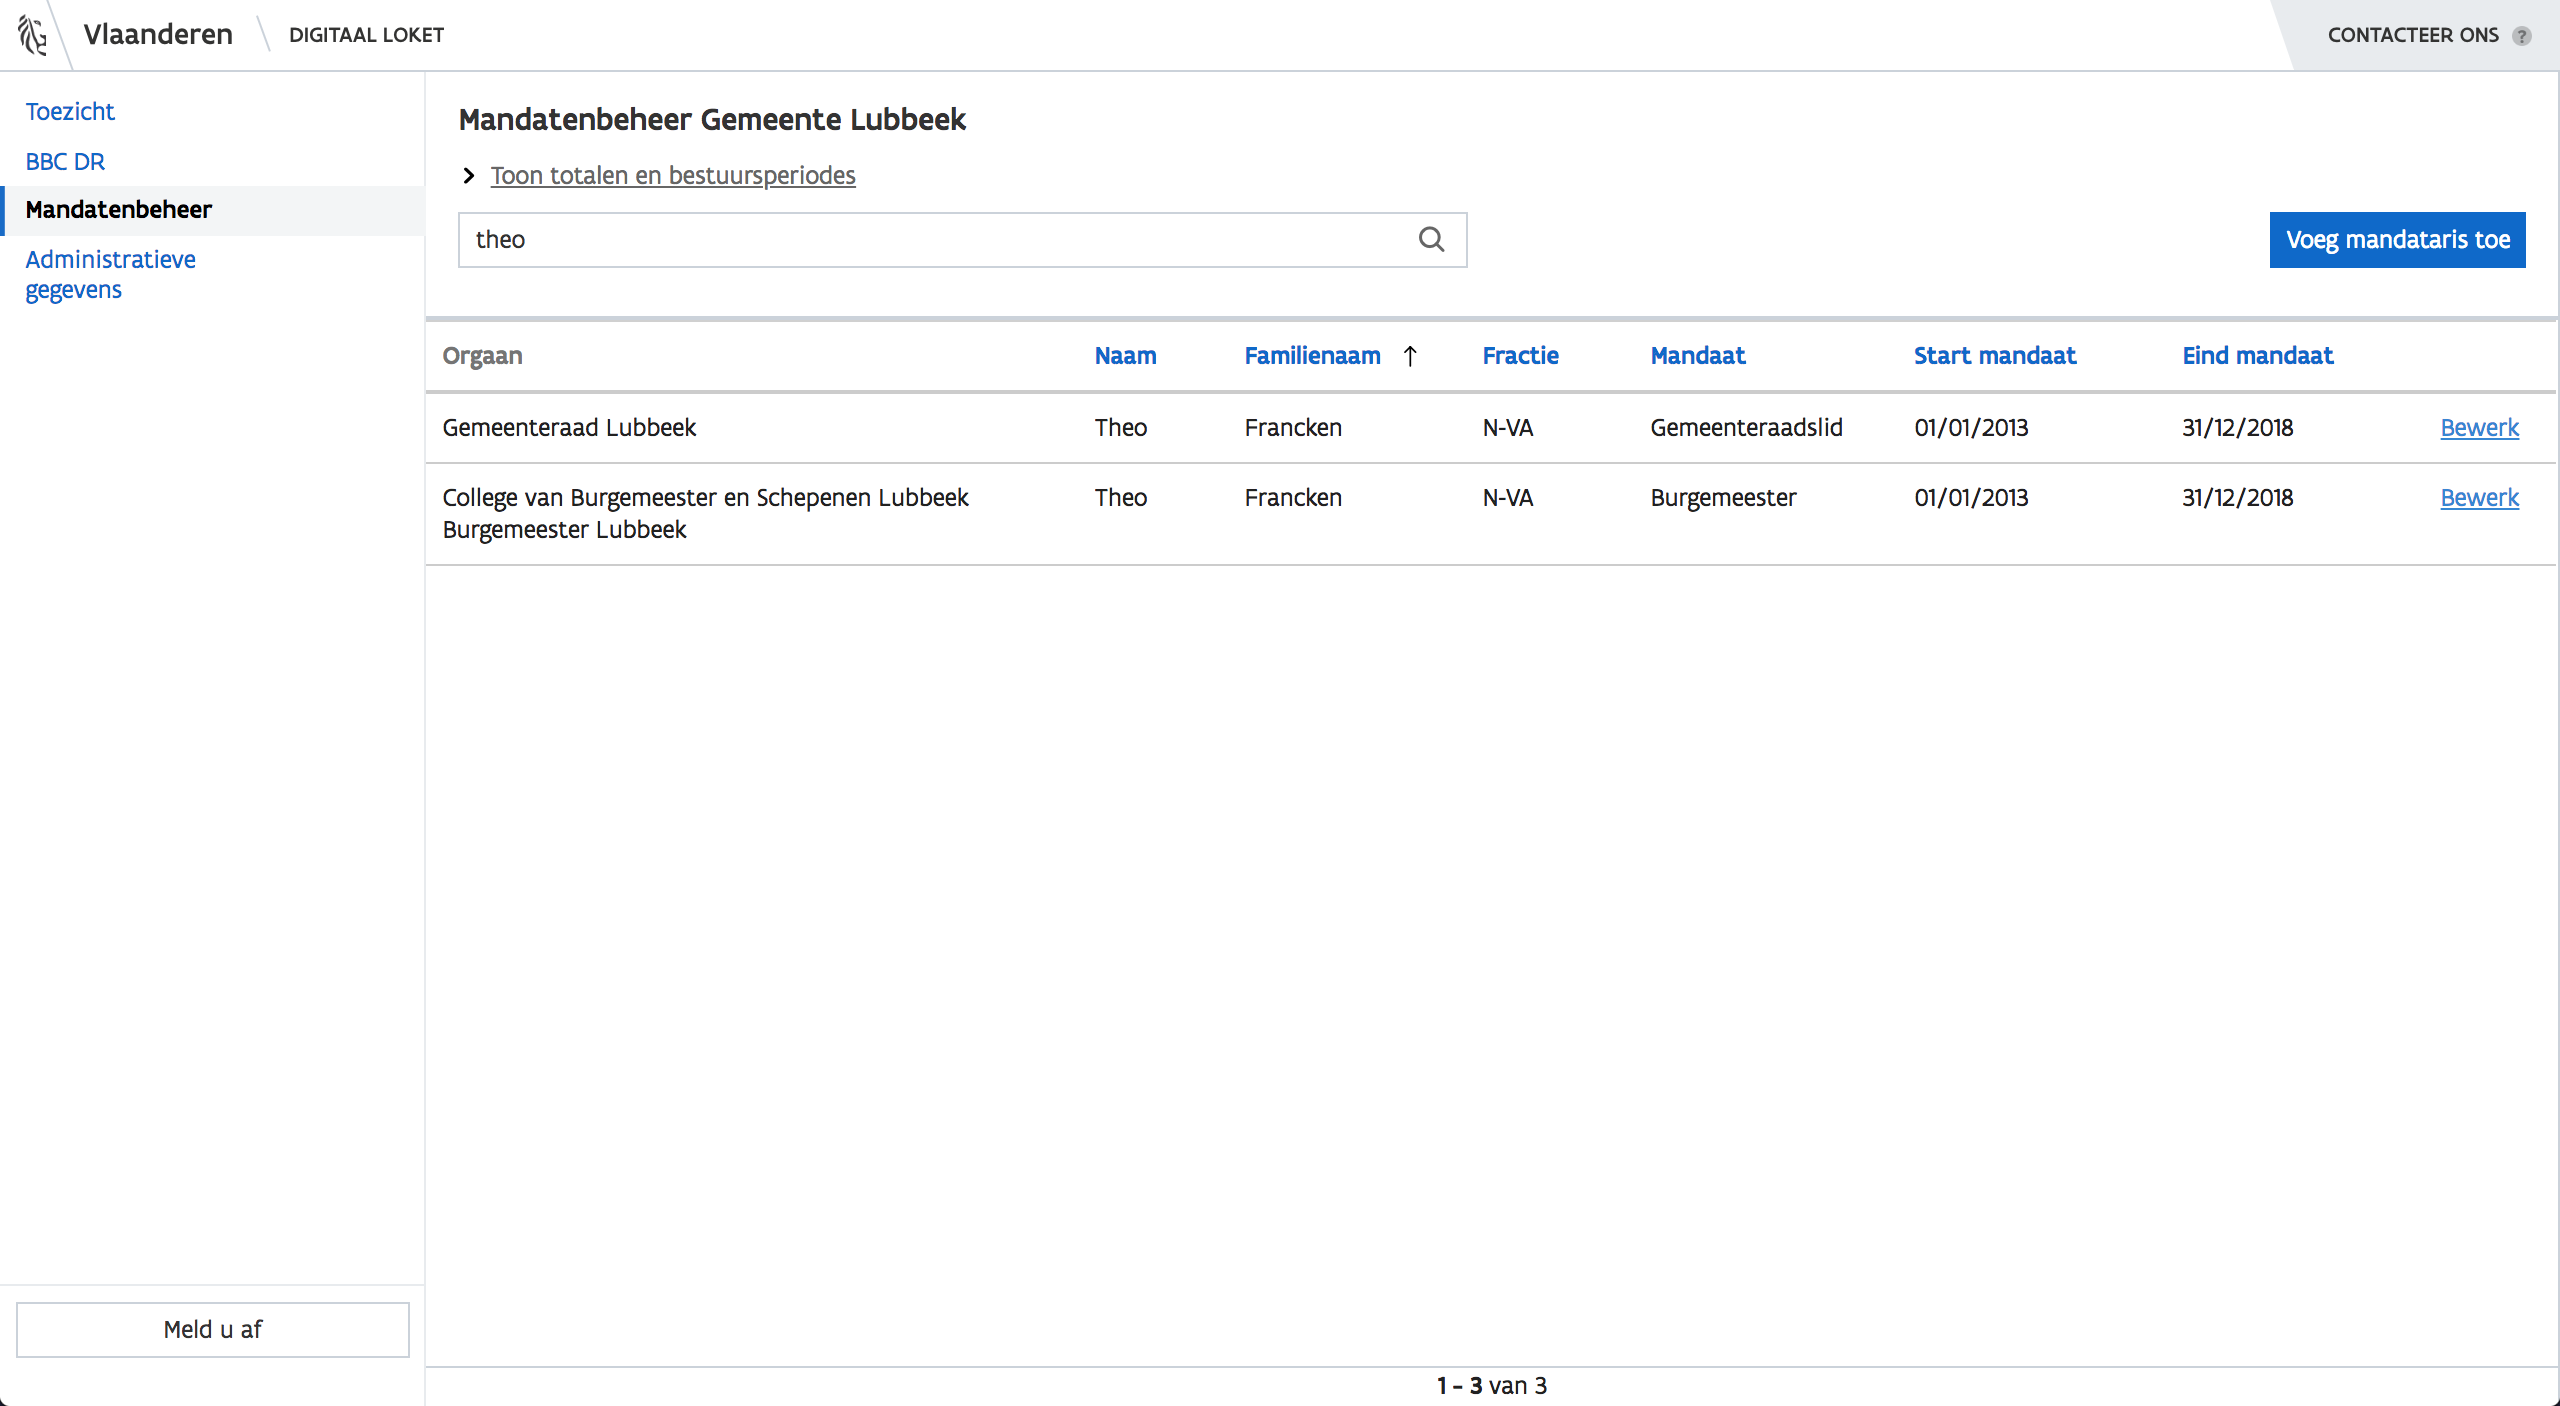 Vlaanderen
DIGITAAL LOKET
CONTACTEER ONS ?
Toezicht
BBC DR
Mandatenbeheer
Administratieve
gegevens
Mandatenbeheer Gemeente Lubbeek
Toon totalen en bestuursperiodes
theo
Voeg mandataris toe
Orgaan Naam Familienaam ↑ Fractie Mandaat Start mandaat Eind mandaat
Gemeenteraad Lubbeek Theo Francken N-VA Gemeenteraadslid 01/01/2013 31/12/2018 Bewerk
College van Burgemeester en Schepenen Lubbeek Theo Francken N-VA Burgemeester 01/01/2013 31/12/2018 Bewerk
Burgemeester Lubbeek
Meld u af
1 - 3 van 3